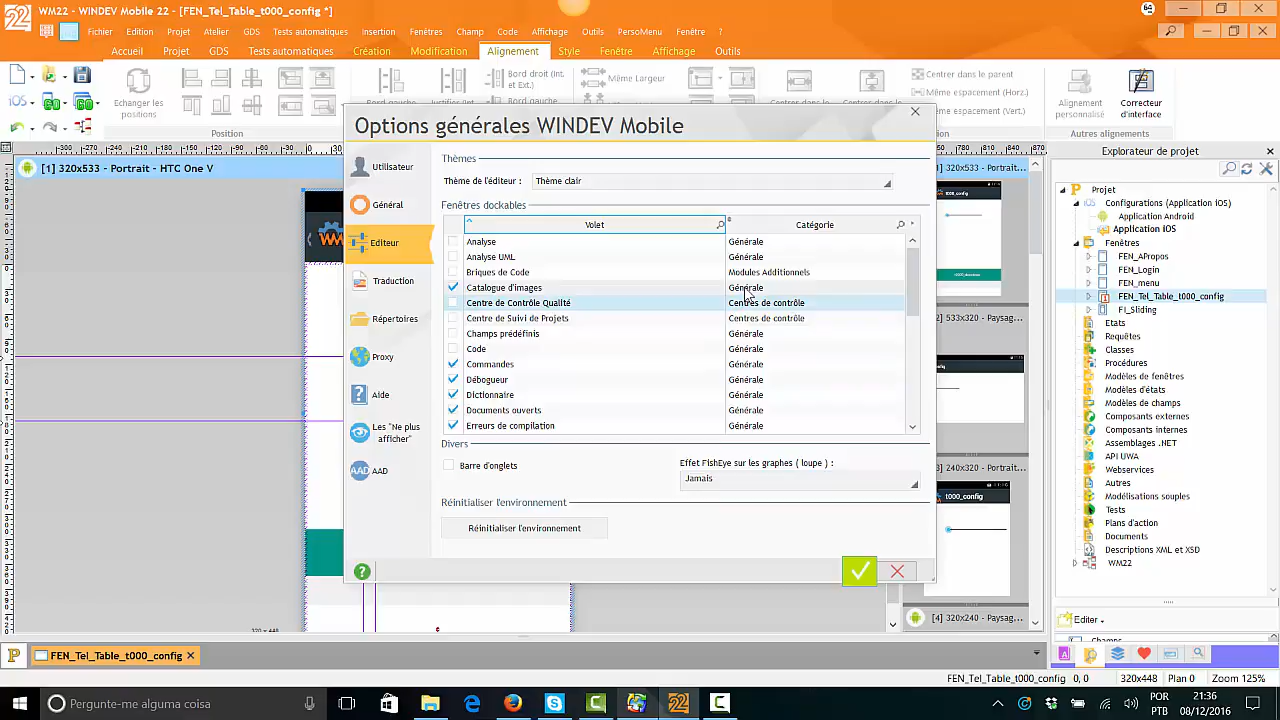 WM22 - WINDEV Mobile 22 - [FEN_Tel_Table_t000_config *]
64
Fichier Edition Projet Atelier GDS Tests automatiques Insertion Fenêtres Champ Code Affichage Outils PersoMenu Fenêtre ?
Accueil Projet GDS Tests automatiques Création Modification Alignement Style Fenêtre Affichage Outils
iOS
Echanger les
positions
Position
Bord droit (Int.
et Ext.)
Même Largeur
Centrer dans le parent
Même espacement (Horiz.)
Même espacement (Vert.)
Alignement
personnalisé
Correcteur
d'interface
Autres alignements
[1] 320x533 - Portrait - HTC One V
Options générales WINDEV Mobile
Utilisateur
Général
Editeur
Traduction
Répertoires
Proxy
Aide
Les "Ne plus
afficher"
AAD AAD
Thèmes
Thème de l'éditeur : Thème clair
Fenêtres dockables
Volet Catégorie
Analyse Générale
Analyse UML Générale
Briques de Code Modules Additionnels
Catalogue d'images Générale
Centre de Contrôle Qualité Centres de contrôle
Centre de Suivi de Projets Centres de contrôle
Champs prédéfinis Générale
Code Générale
Commandes Générale
Débogueur Générale
Dictionnaire Générale
Documents ouverts Générale
Erreurs de compilation Générale
Divers
Barre d'onglets
Effet FishEye sur les graphes ( loupe ) :
Jamais
Réinitialiser l'environnement
Réinitialiser l'environnement
320x533 - Portrait...
2] 533x320 - Paysag...
3] 240x320 - Portrait...
t000_config
[4] 320x240 - Paysag...
Explorateur de projet
Projet
Configurations (Application iOS)
Application Android
Application iOS
Fenêtres
FEN_APropos
FEN_Login
FEN_menu
FEN_Tel_Table_t000_config
FI_Sliding
Etats
Requêtes
Classes
Procédures
Modèles de fenêtres
Modèles d'états
Modèles de champs
Composants externes
Composants internes
Assemblages .NET
API UWA
Webservices
Autres
Modélisations souples
Tests
Plans d'action
Documents
Descriptions XML et XSD
WM22
Editer
Champs
320 x 448
FEN_Tel_Table_t000_config
FEN_Tel_Table_t000_config 0, 0 320x448 Plan 0 Zoom 125%
Pergunte-me alguma coisa
POR
PTB
21:36
08/12/2016